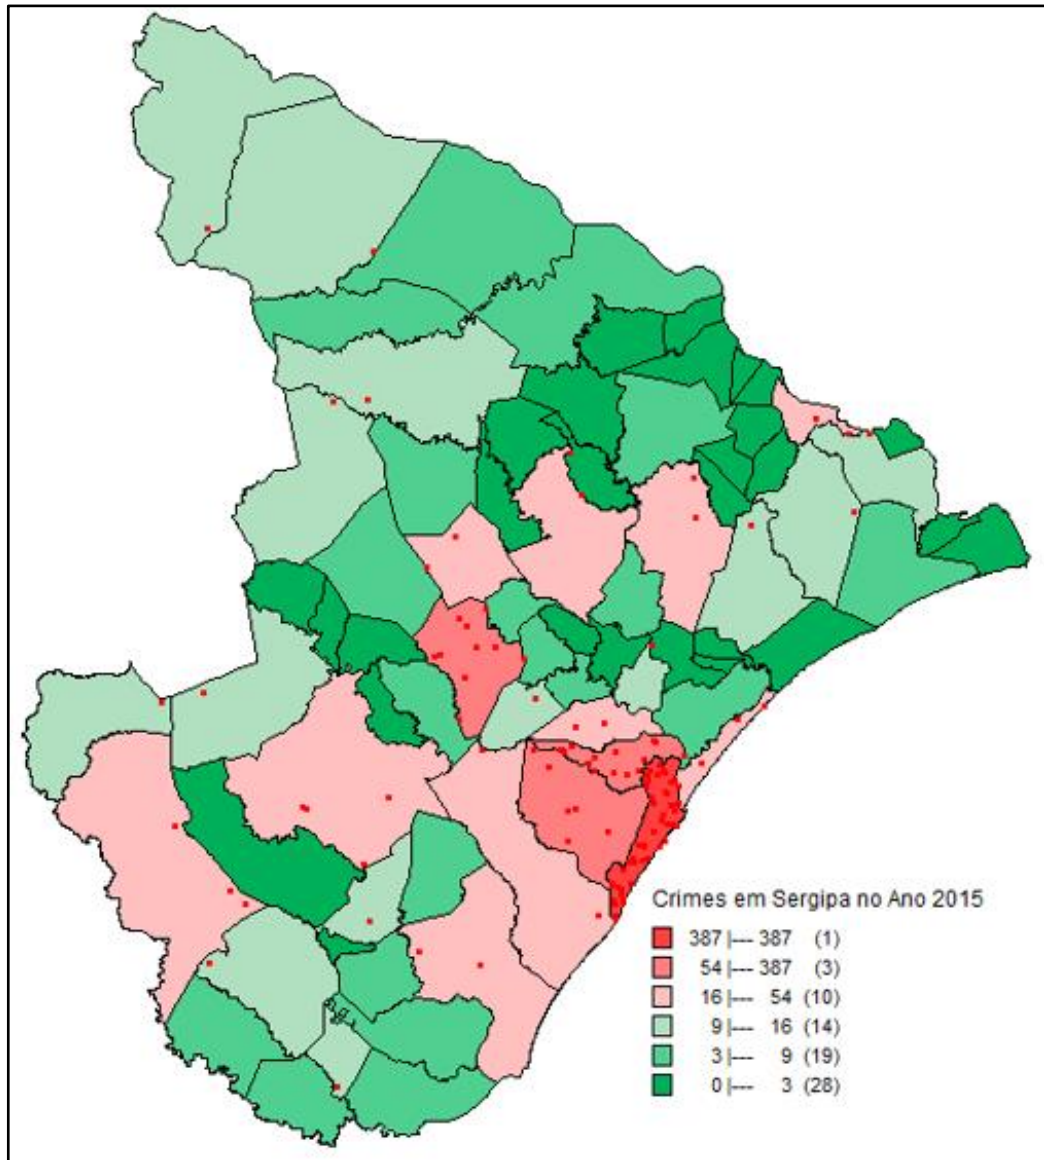 Crimes em Sergipa no Ano 2015
387 |--- 387 (1)
54 |--- 387 (3)
16 |--- 54 (10)
9 |--- 16 (14)
3 |--- 9 (19)
0 |--- 3 (28)